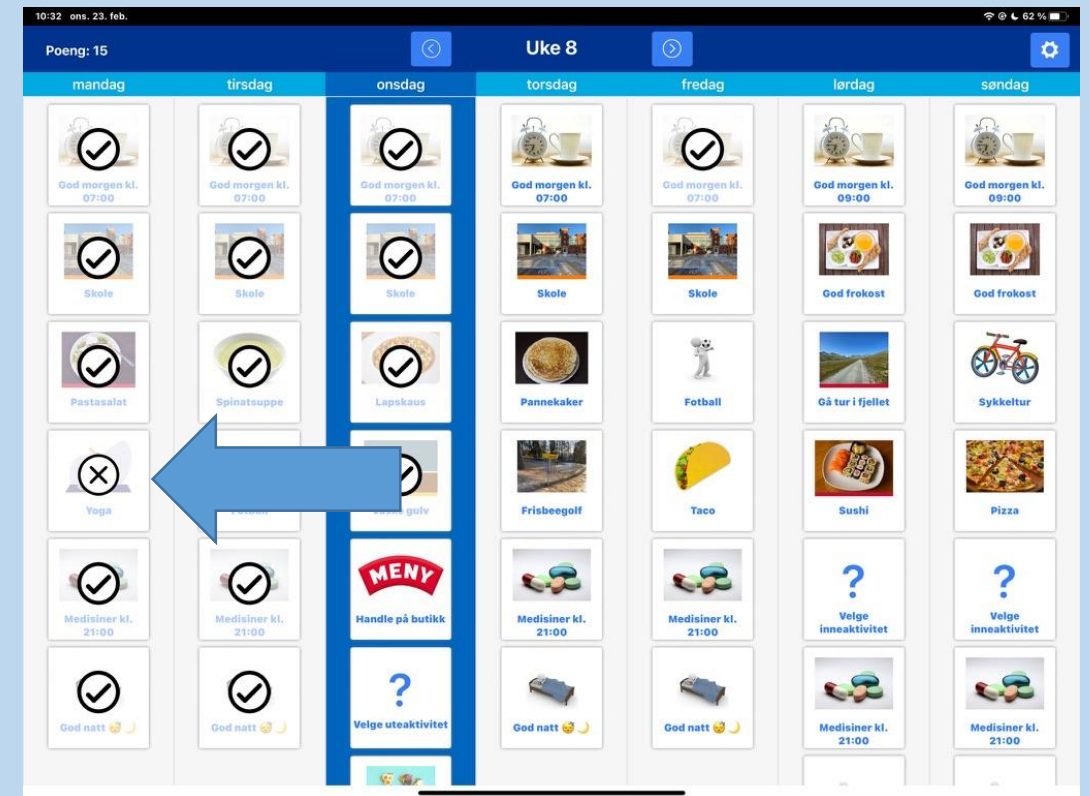 10:32 ons. 23. feb.
62 %
Poeng: 15
Uke 8
mandag
tirsdag
onsdag
torsdag
fredag
lørdag
søndag
God morgen kl.
07:00
God morgen kl.
07:00
God morgen kl.
07:00
God morgen kl.
07:00
God morgen kl.
07:00
God morgen kl.
09:00
God morgen kl.
09:00
Skole
Skole
Skole
Skole
Skole
God frokost
God frokost
Pastasalat
Spinatsuppe
Lapskaus
Pannekaker
Fotball
Gå tur i fjellet
Sykkeltur
Yoga
gulv
Frisbeegolf
Taco
Sushi
Pizza
Medisiner kl.
21:00
Medisiner kl.
21:00
MENY
Handle på butikk
Medisiner kl.
21:00
Medisiner kl.
21:00
?
Velge
inneaktivitet
?
Velge
inneaktivitet
God natt 😴🌙
God natt 😴🌙
?
Velge uteaktivitet
God natt 😴🌙
God natt 😴🌙
Medisiner kl.
21:00
Medisiner kl.
21:00